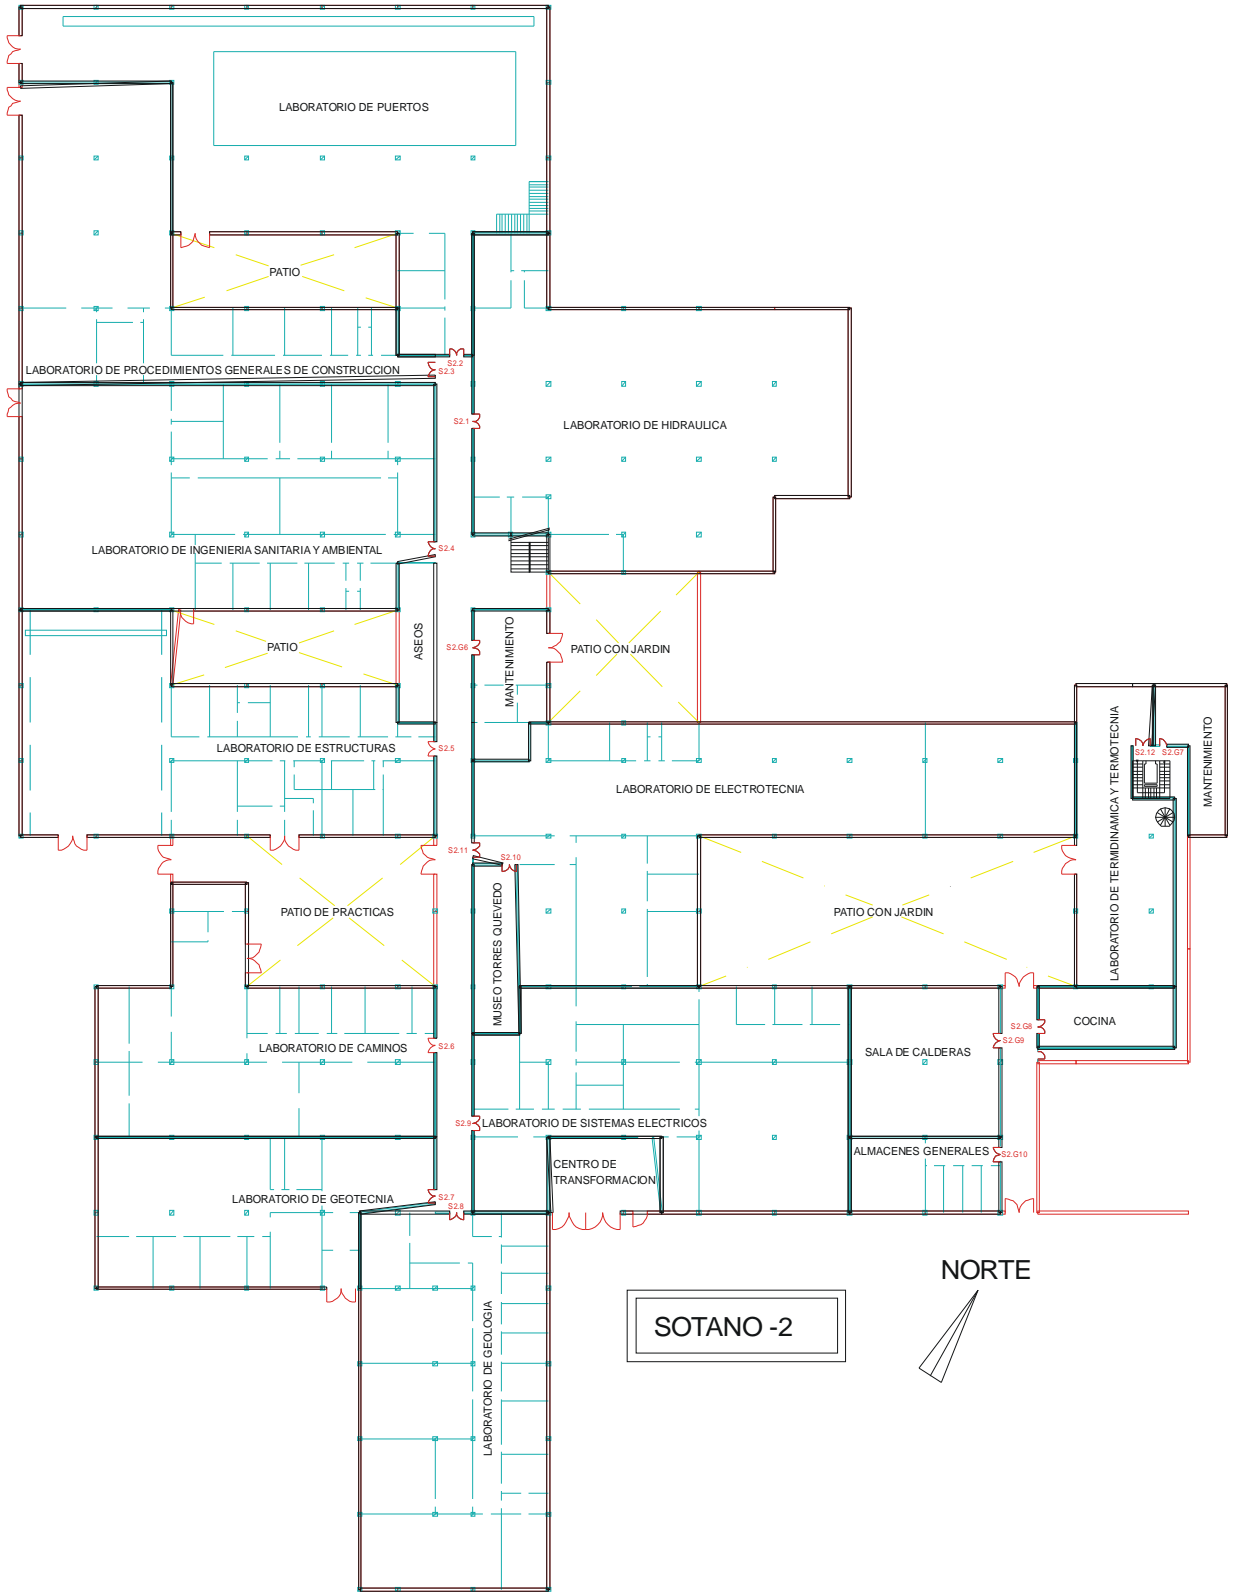 LABORATORIO DE PUERTOS
PATIO
S2.2
LABORATORIO DE PROCEDIMIENTOS GENERALES DE CONSTRUCCION
S2.3
S2.1
LABORATORIO DE HIDRAULICA
LABORATORIO DE INGENIERIA SANITARIA Y AMBIENTAL
S2.4
PATIO
ASEOS
S2.G6
MANTENIMIENTO
PATIO CON JARDIN
LABORATORIO DE ESTRUCTURAS
S2.5
LABORATORIO DE ELECTROTECNIA
LABORATORIO DE TERMIDINAMICA Y TERMOTECNIA
S2.12
S2.G7
MANTENIMIENTO
S2.11
S2.10
PATIO DE PRACTICAS
MUSEO TORRES QUEVEDO
PATIO CON JARDIN
LABORATORIO DE CAMINOS
S2.6
SALA DE CALDERAS
S2.G8
S2.G9
COCINA
S2.9
LABORATORIO DE SISTEMAS ELECTRICOS
CENTRO DE
TRANSFORMACION
ALMACENES GENERALES
S2.G10
LABORATORIO DE GEOTECNIA
S2.7
S2.8
LABORATORIO DE GEOLOGIA
NORTE
SOTANO -2